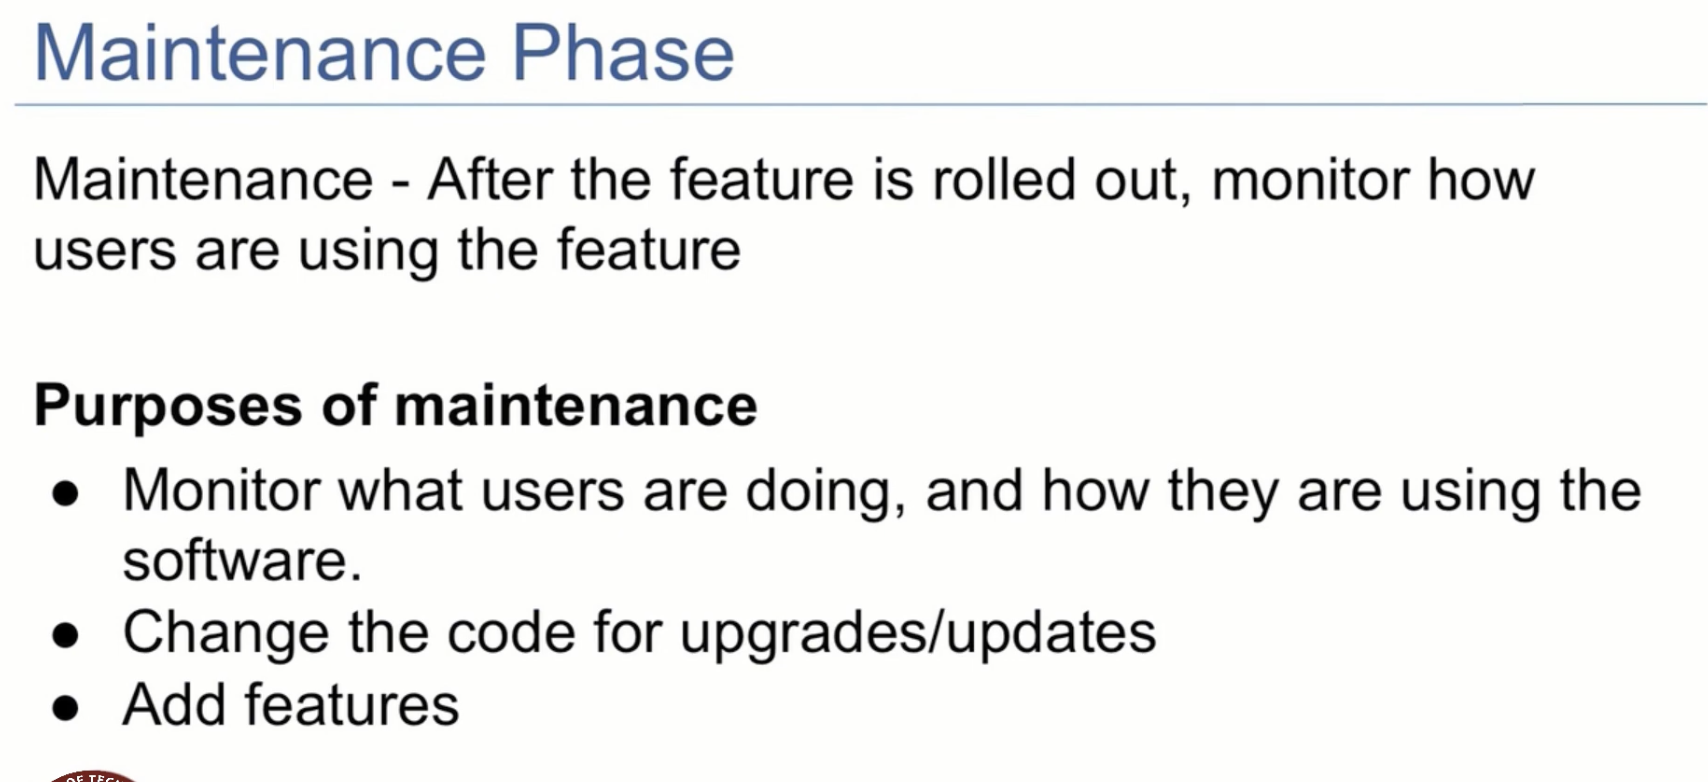 Maintenance Phase
Maintenance - After the feature is rolled out, monitor how
users are using the feature
Purposes of maintenance
● Monitor what users are doing, and how they are using the
software.
● Change the code for upgrades/updates
● Add features
OF